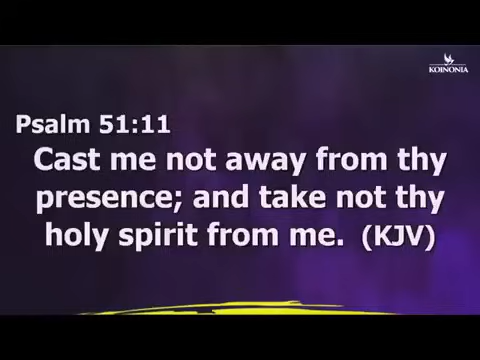 KOINONIA
Psalm 51:11
Cast me not away from thy
presence; and take not thy
holy spirit from me. (KJV)